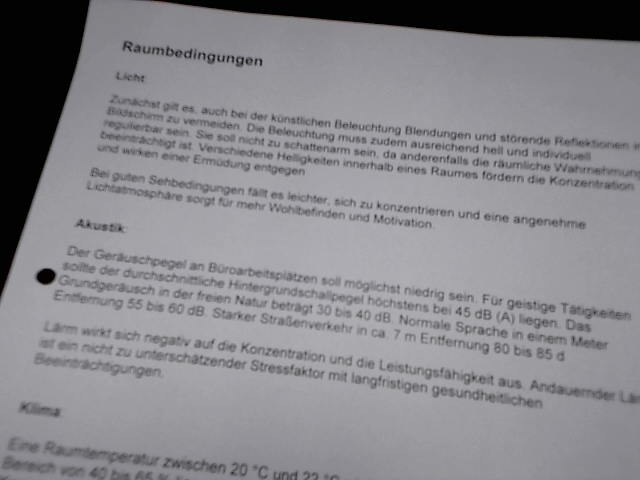 Raumbedingungen
Licht:
Zunächst gilt es, auch bei der künstlichen Beleuchtung Blendungen und störende Reflektionen
Bildschirm zu vermeiden. Die Beleuchtung muss zudem ausreichend hell und individuell
regulierbar sein. Sie soll nicht zu schattenarm sein, da anderenfalls die räumliche Wahrnehmung
beeinträchtigt ist. Verschiedene Helligkeiten innerhalb eines Raumes fördern die Konzentration
und wirken einer Ermüdung entgegen
Bei guten Sehbedingungen fällt es leichter, sich zu konzentrieren und eine angenehme
Lichtatmosphäre sorgt für mehr Wohlbefinden und Motivation.
Akustik:
Der Geräuschpegel an Büroarbeitsplätzen soll möglichst niedrig sein. Für geistige Tätigkeiten
sollte der durchschnittliche Hintergrundschallpegel höchstens bei 45 dB (A) liegen. Das
Grundgeräusch in der freien Natur beträgt 30 bis 40 dB. Normale Sprache in einem Meter
Entfernung 55 bis 60 dB. Starker Straßenverkehr in ca. 7 m Entfernung 80 bis 85 d
Lärm wirkt sich negativ auf die Konzentration und die Leistungsfähigkeit aus. Andauernder Lär
ist ein nicht zu unterschätzender Stressfaktor mit langfristigen gesundheitlichen
Beeinträchtigungen.
Klima:
Eine Raumtemperatur zwischen 20 °C und 22 °C
Bereich von 40 bis 65 %